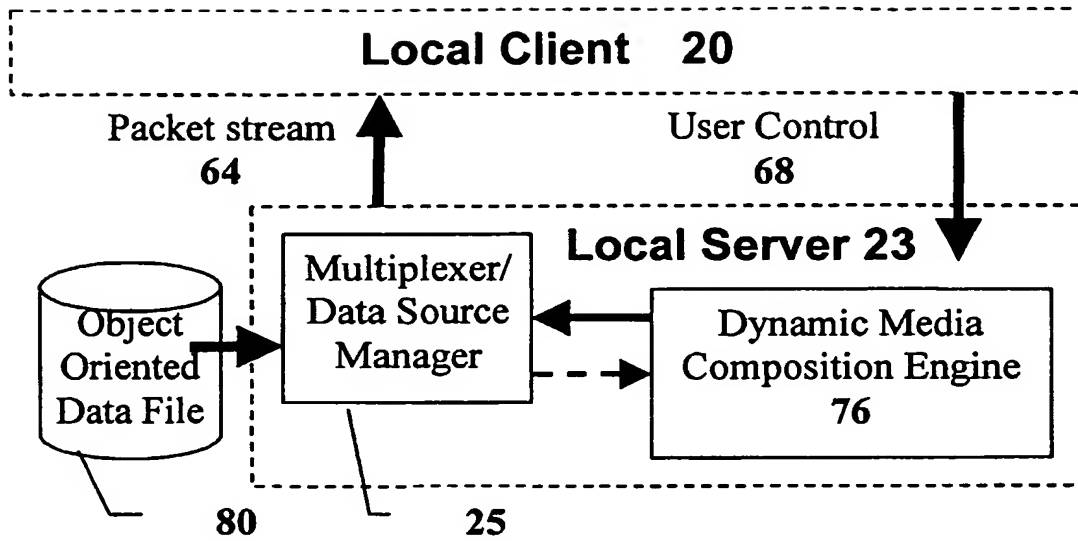 Local Client 20
Packet stream
64
User Control
68
Local Server 23
Multiplexer/
Data Source
Manager
Object
Oriented
Data File
Dynamic Media
Composition Engine
76
80
25